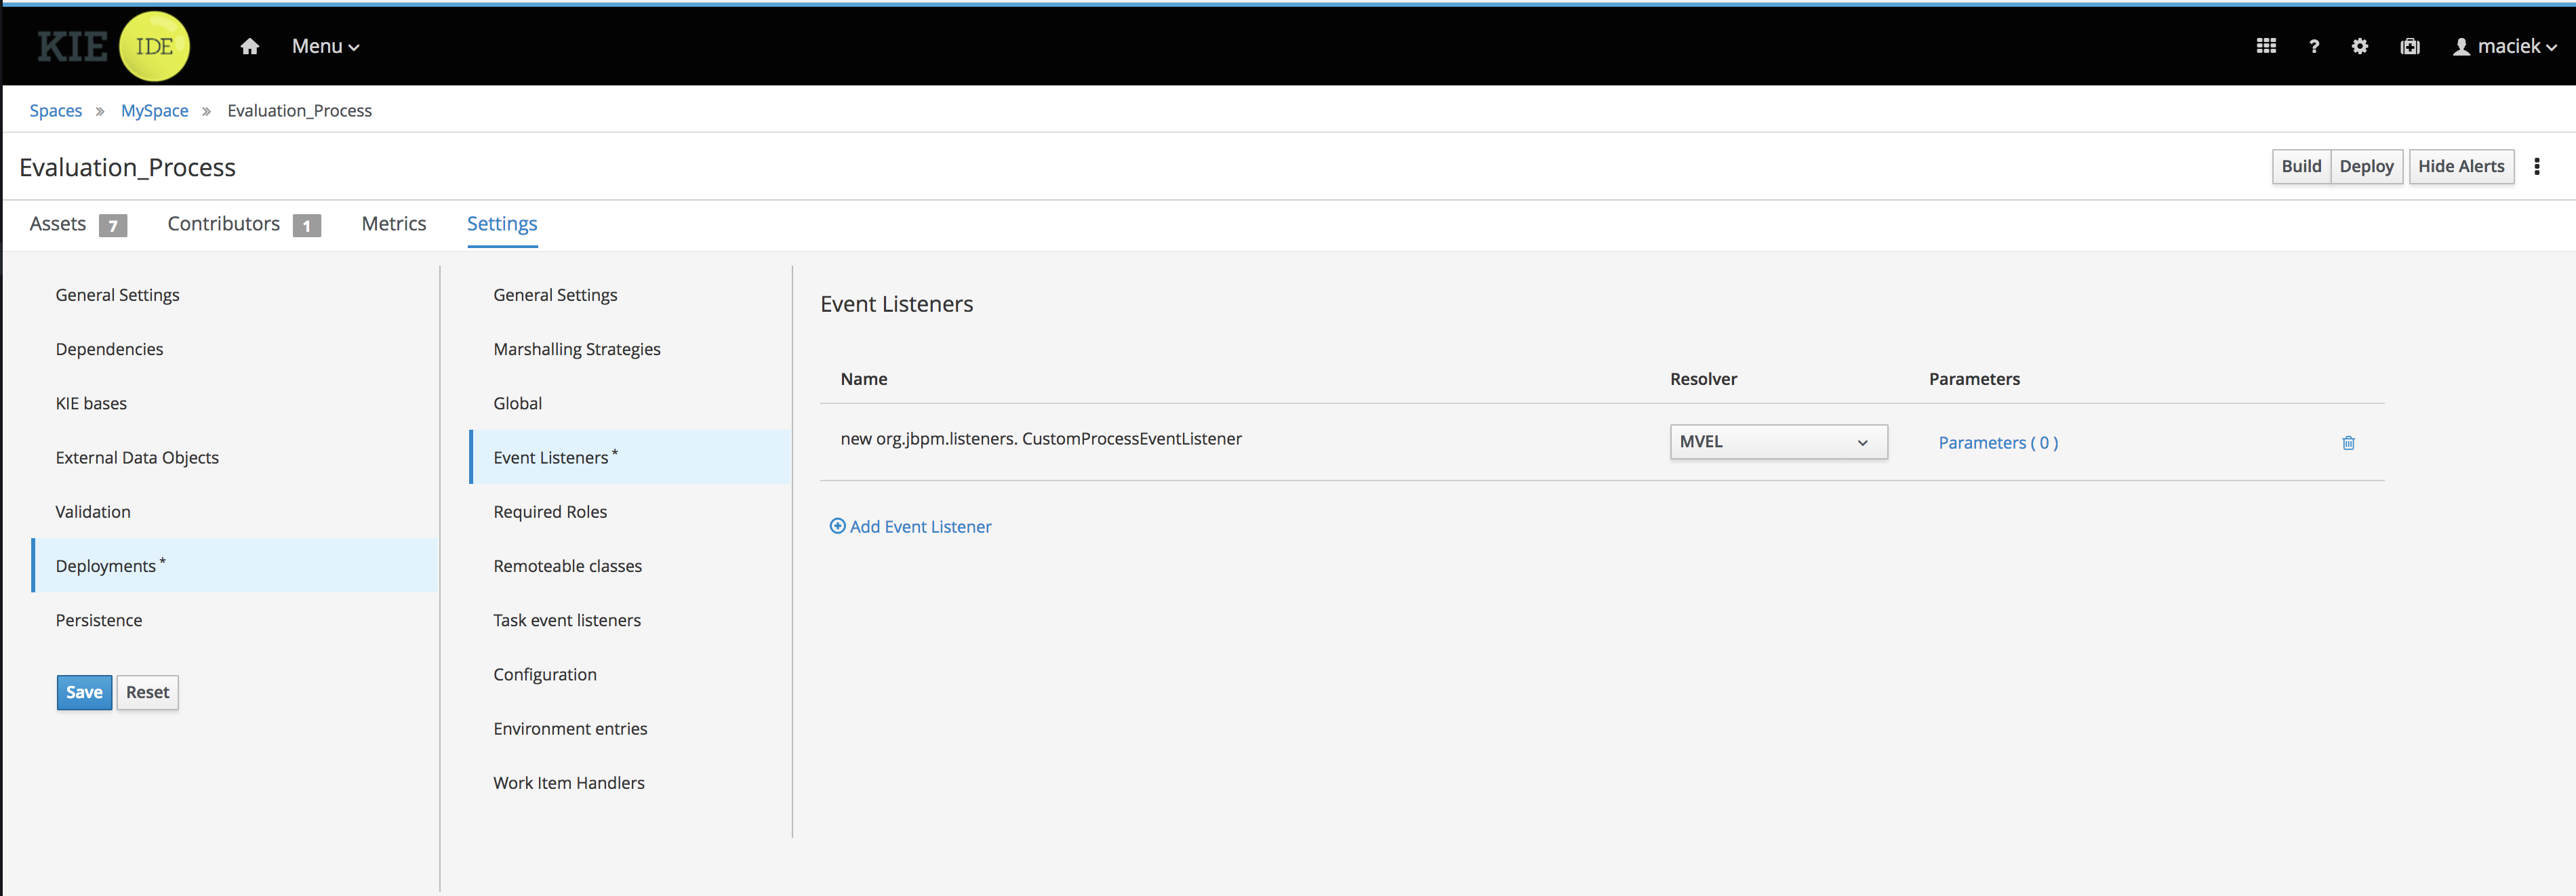 KIE IDE Menu ? maciek
Spaces » MySpace » Evaluation_Process
Evaluation_Process Build Deploy Hide Alerts
Assets 7 Contributors 1 Metrics Settings
General Settings
Dependencies
KIE bases
External Data Objects
Validation
Deployments *
Persistence
Save Reset
General Settings
Marshalling Strategies
Global
Event Listeners *
Required Roles
Remoteable classes
Task event listeners
Configuration
Environment entries
Work Item Handlers
Event Listeners
Name Resolver Parameters
new org.jbpm.listeners. CustomProcessEventListener MVEL Parameters ( 0 )
Add Event Listener